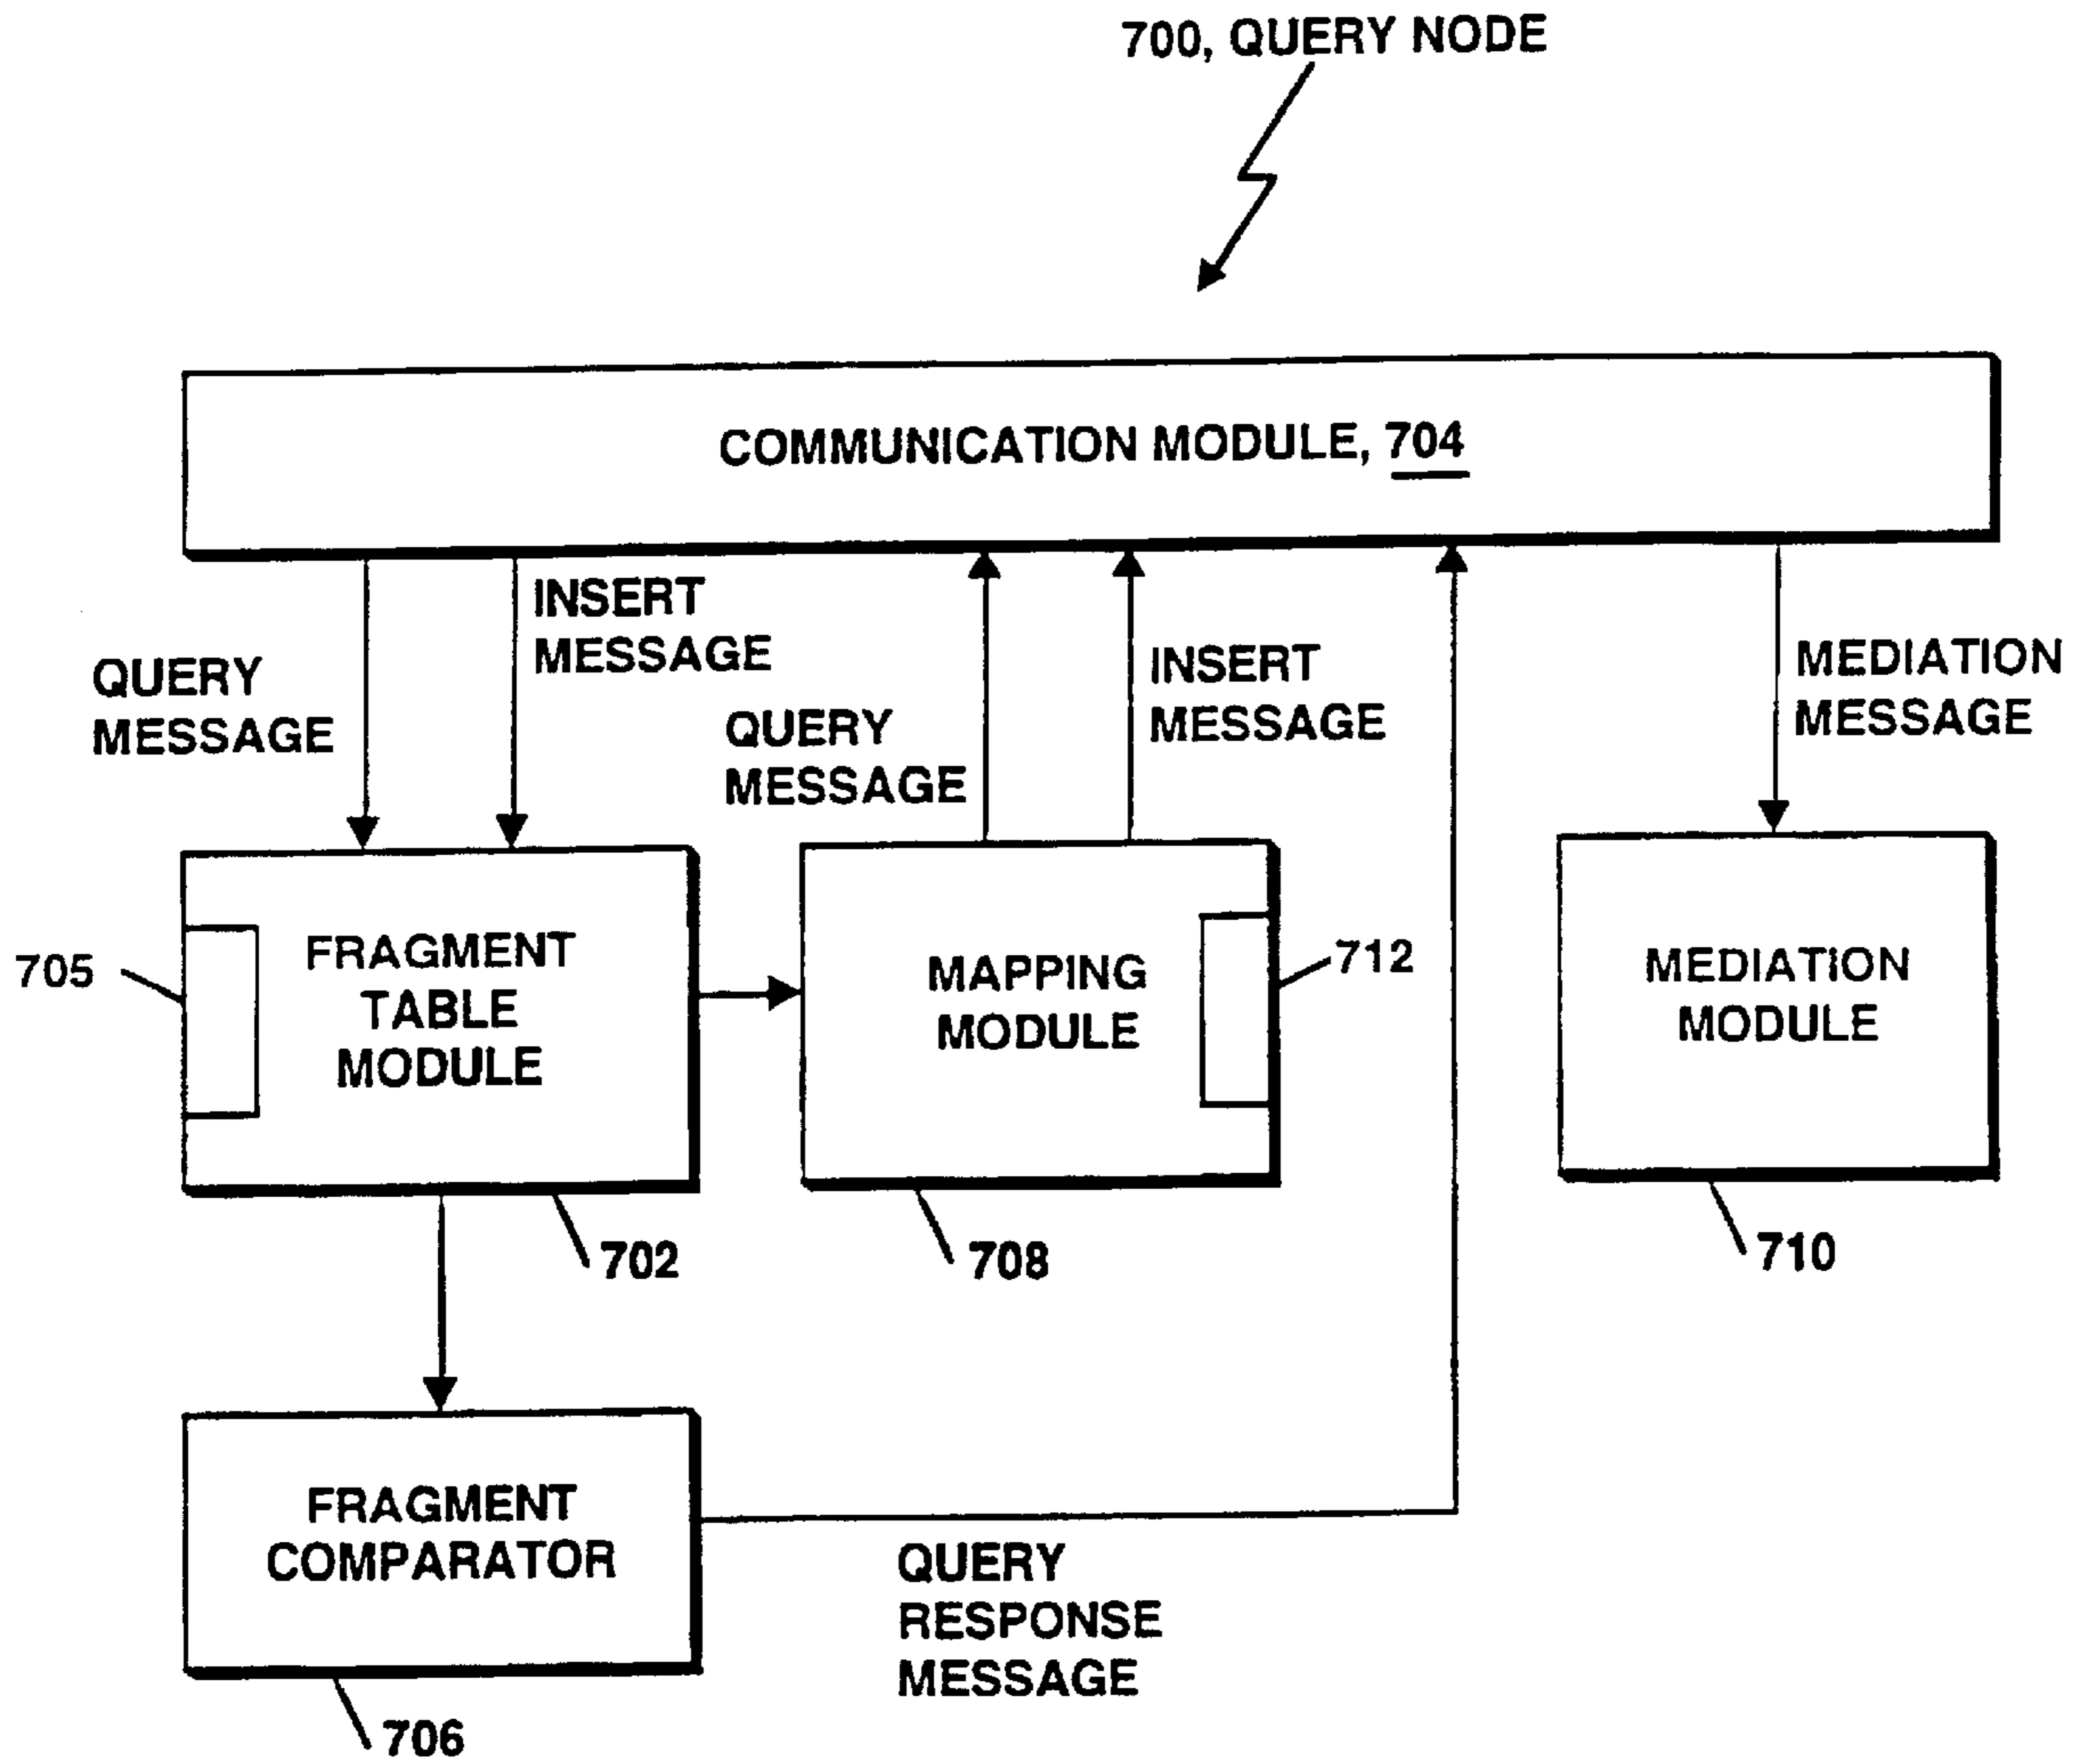 700, QUERY NODE
COMMUNICATION MODULE, 704
INSERT
MESSAGE
QUERY
MESSAGE
INSERT
MESSAGE
QUERY
MESSAGE
MEDIATION
MESSAGE
705
FRAGMENT
TABLE
MODULE
MAPPING
MODULE
712
MEDIATION
MODULE
702
708
710
FRAGMENT
COMPARATOR
QUERY
RESPONSE
MESSAGE
706